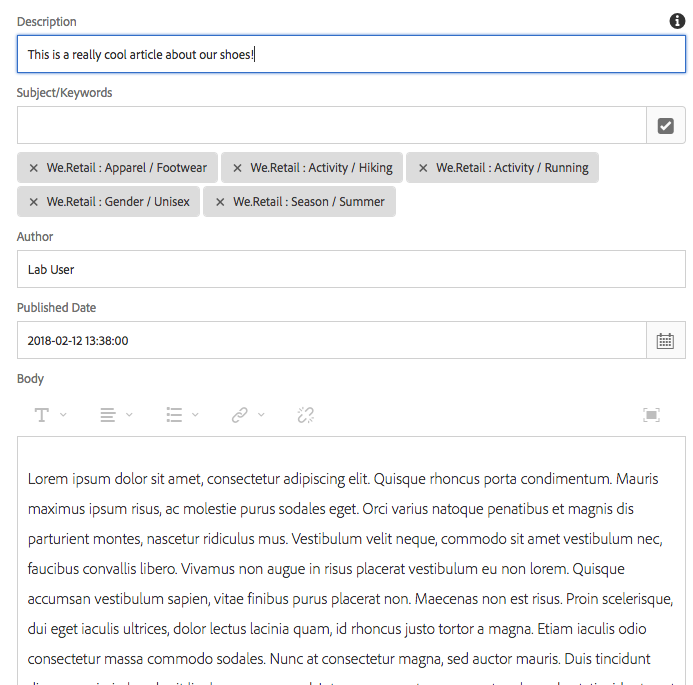 Description
This is a really cool article about our shoes!
Subject/Keywords
We.Retail : Apparel / Footwear We.Retail : Activity / Hiking We.Retail : Activity / Running
We.Retail : Gender / Unisex We.Retail : Season / Summer
Author
Lab User
Published Date
2018-02-12 13:38:00
Body
Lorem ipsum dolor sit amet, consectetur adipiscing elit. Quisque rhoncus porta condimentum. Mauris
maximus ipsum risus, ac molestie purus sodales eget. Orci varius natoque penatibus et magnis dis
parturient montes, nascetur ridiculus mus. Vestibulum velit neque, commodo sit amet vestibulum nec,
faucibus convallis libero. Vivamus non augue in risus placerat vestibulum eu non lorem. Quisque
accumsan vestibulum sapien, vitae finibus purus placerat non. Maecenas non est risus. Proin scelerisque,
dui eget iaculis ultrices, dolor lectus lacinia quam, id rhoncus justo tortor a magna. Etiam iaculis odio
consectetur massa commodo sodales. Nunc at consectetur magna, sed auctor mauris. Duis tincidunt